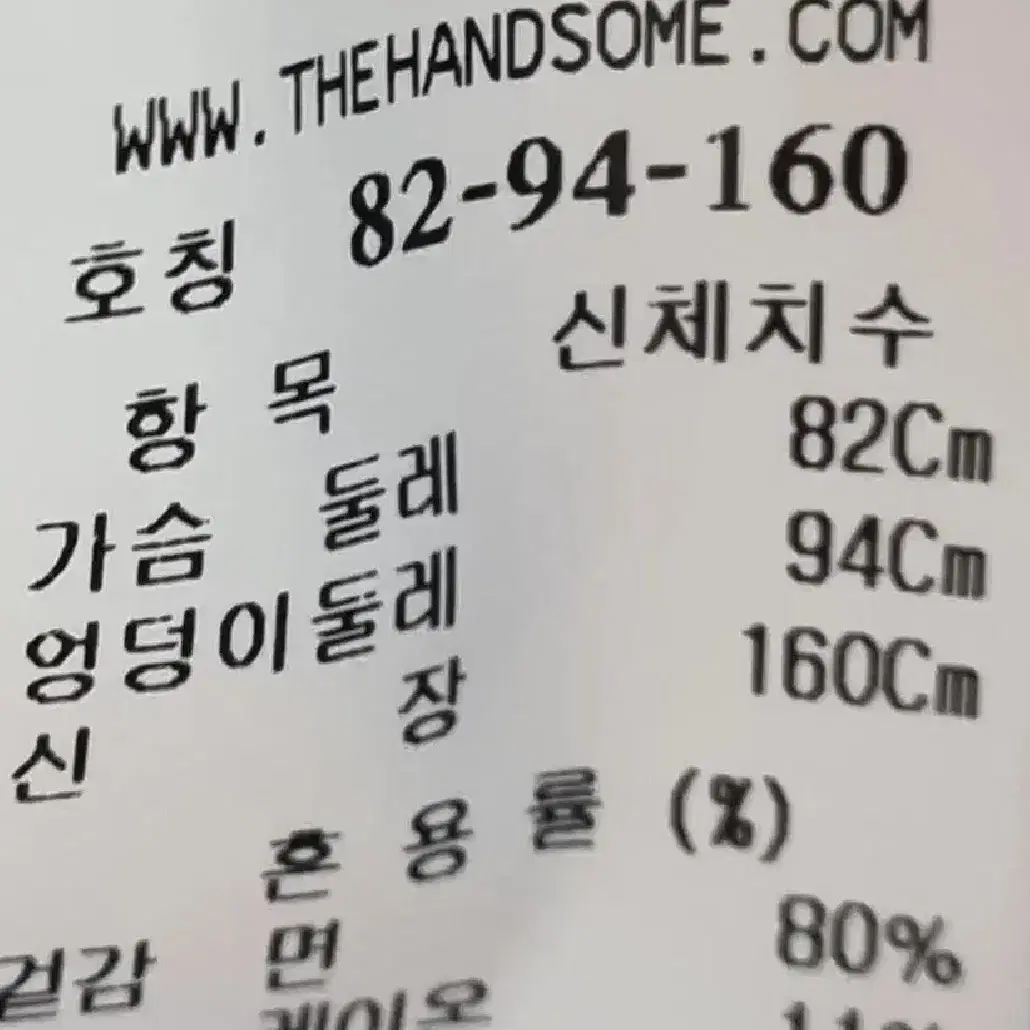 WWW.THEHANDSOME.COM
호칭 82-94-160
항 목 신체치수
가슴 둘레 82Cm
엉덩이둘레 94Cm
신 장 160Cm
혼 용 률 (%)
겉감 면 80%